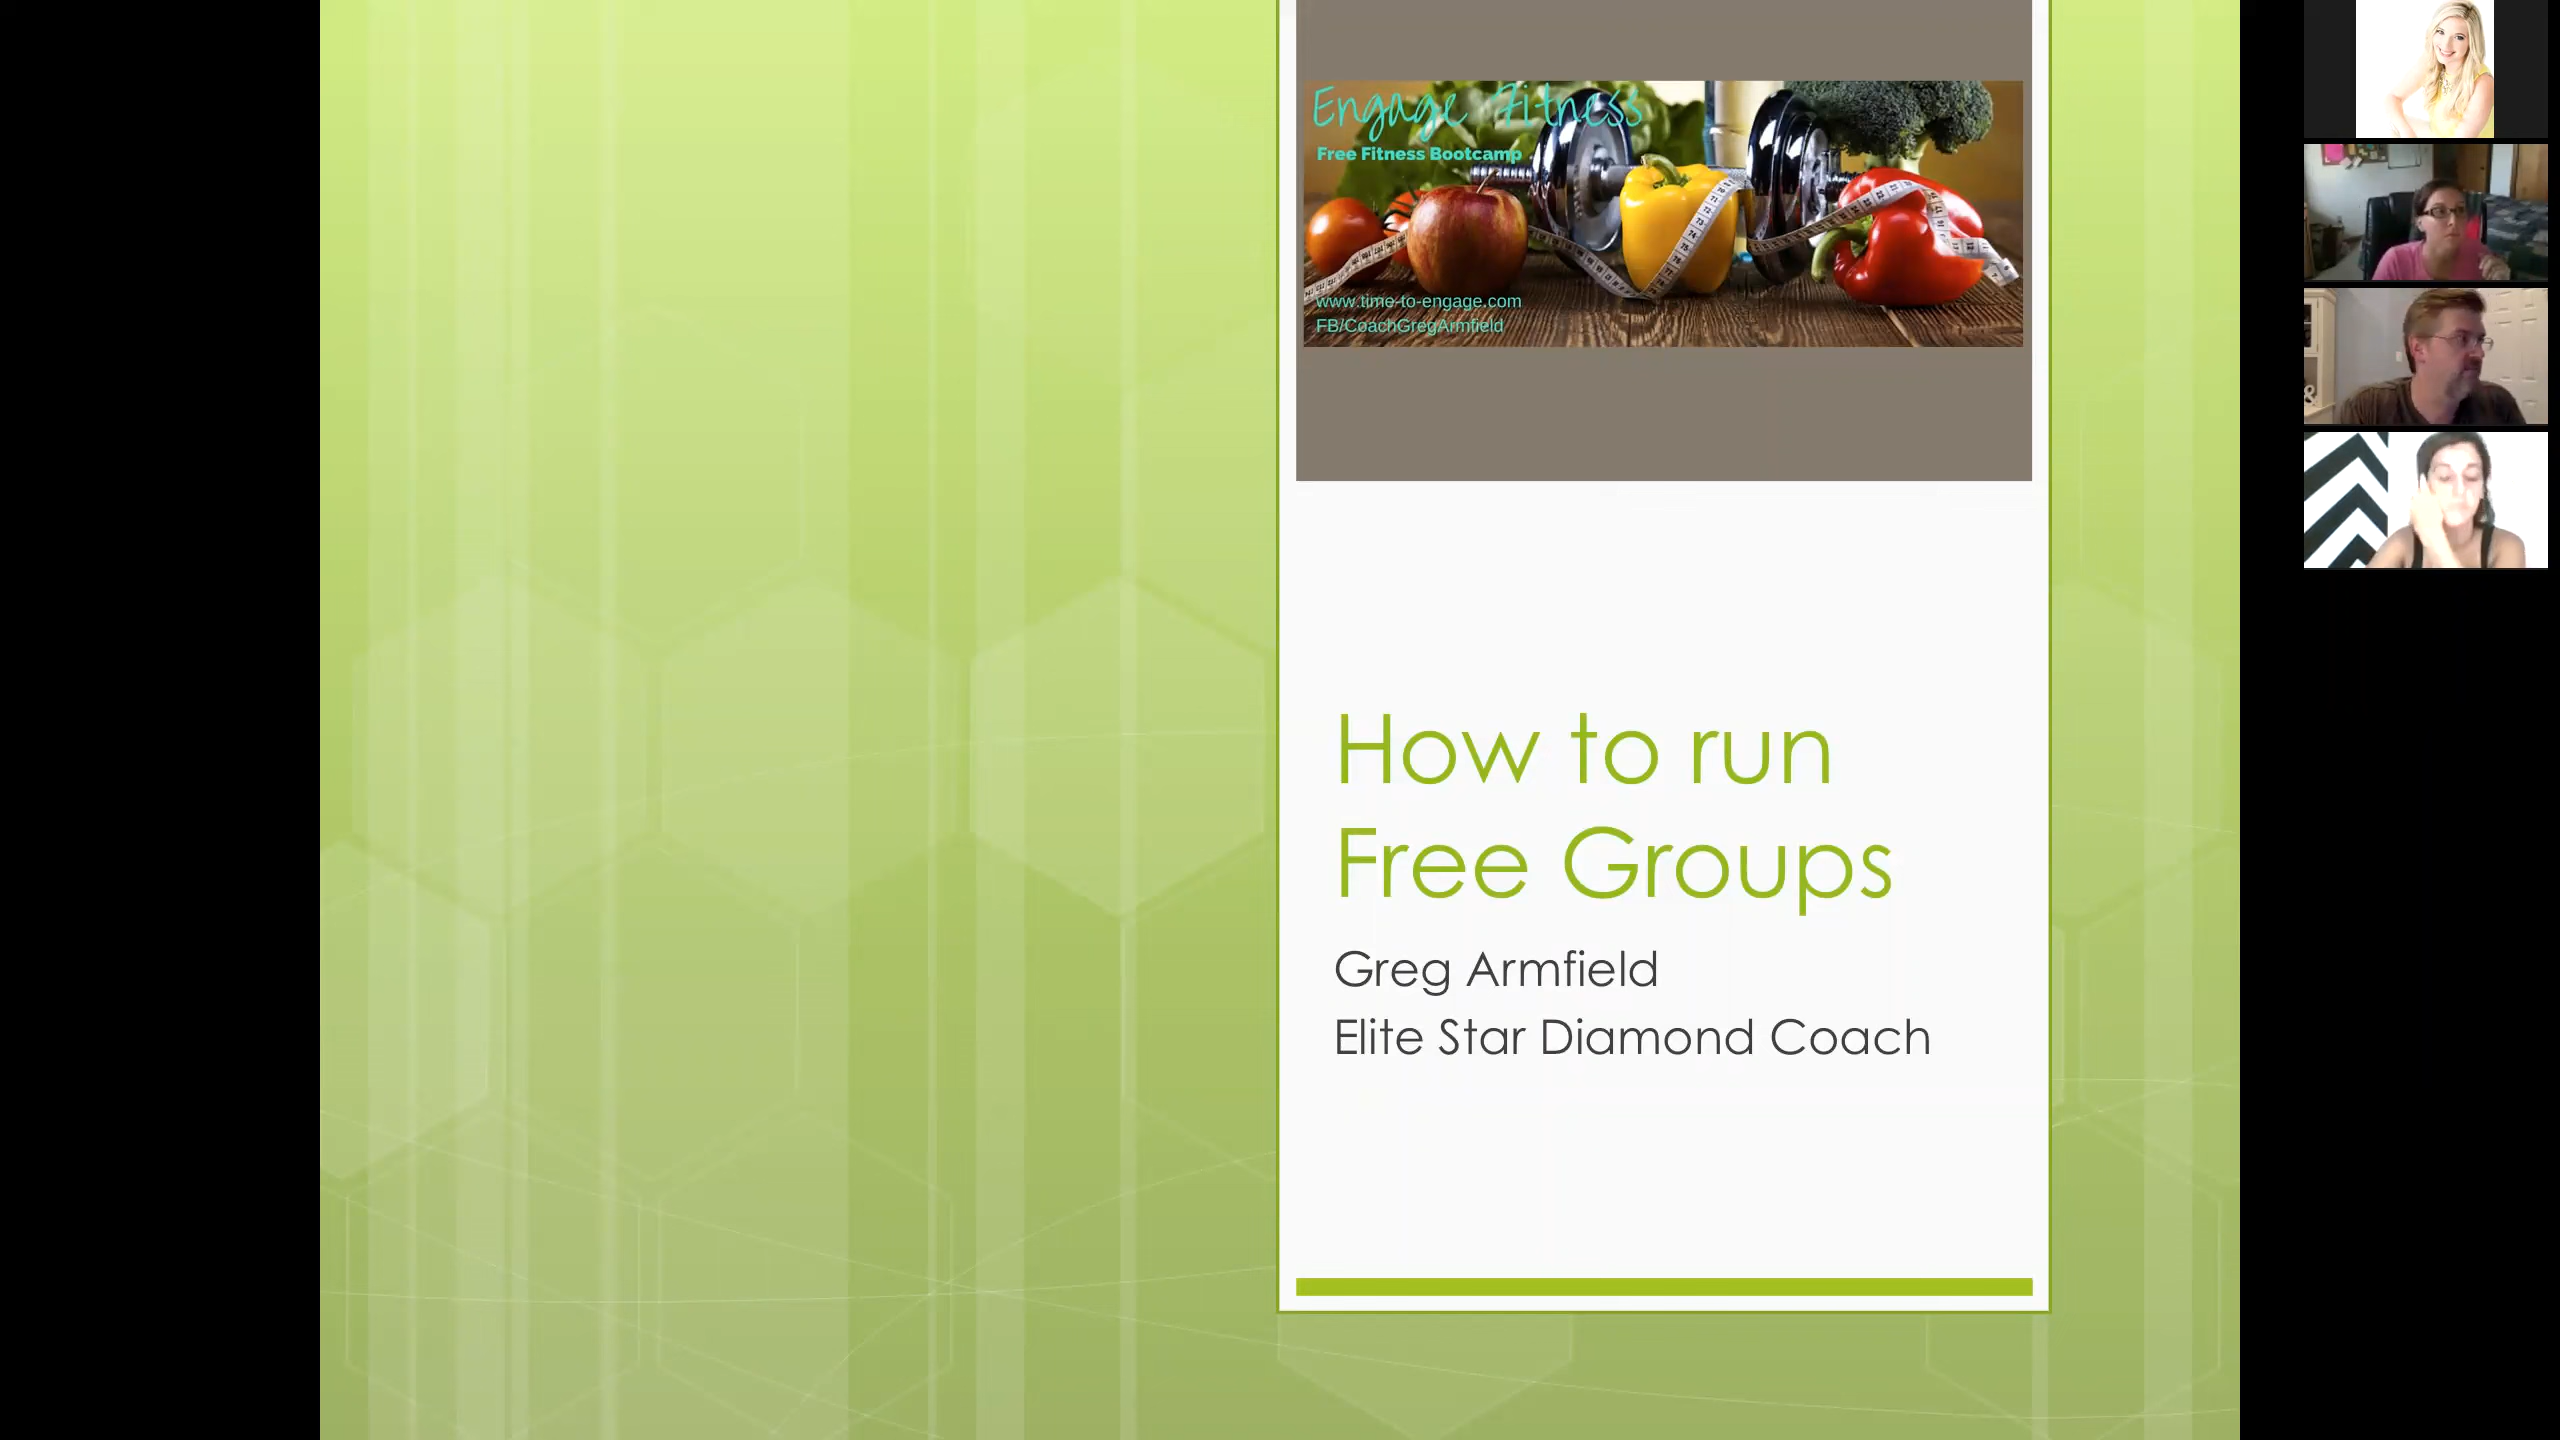 Engage Fitness
Free Fitness Bootcamp
www.time-to-engage.com
FB/CoachGregArmfield
How to run
Free Groups
Greg Armfield
Elite Star Diamond Coach